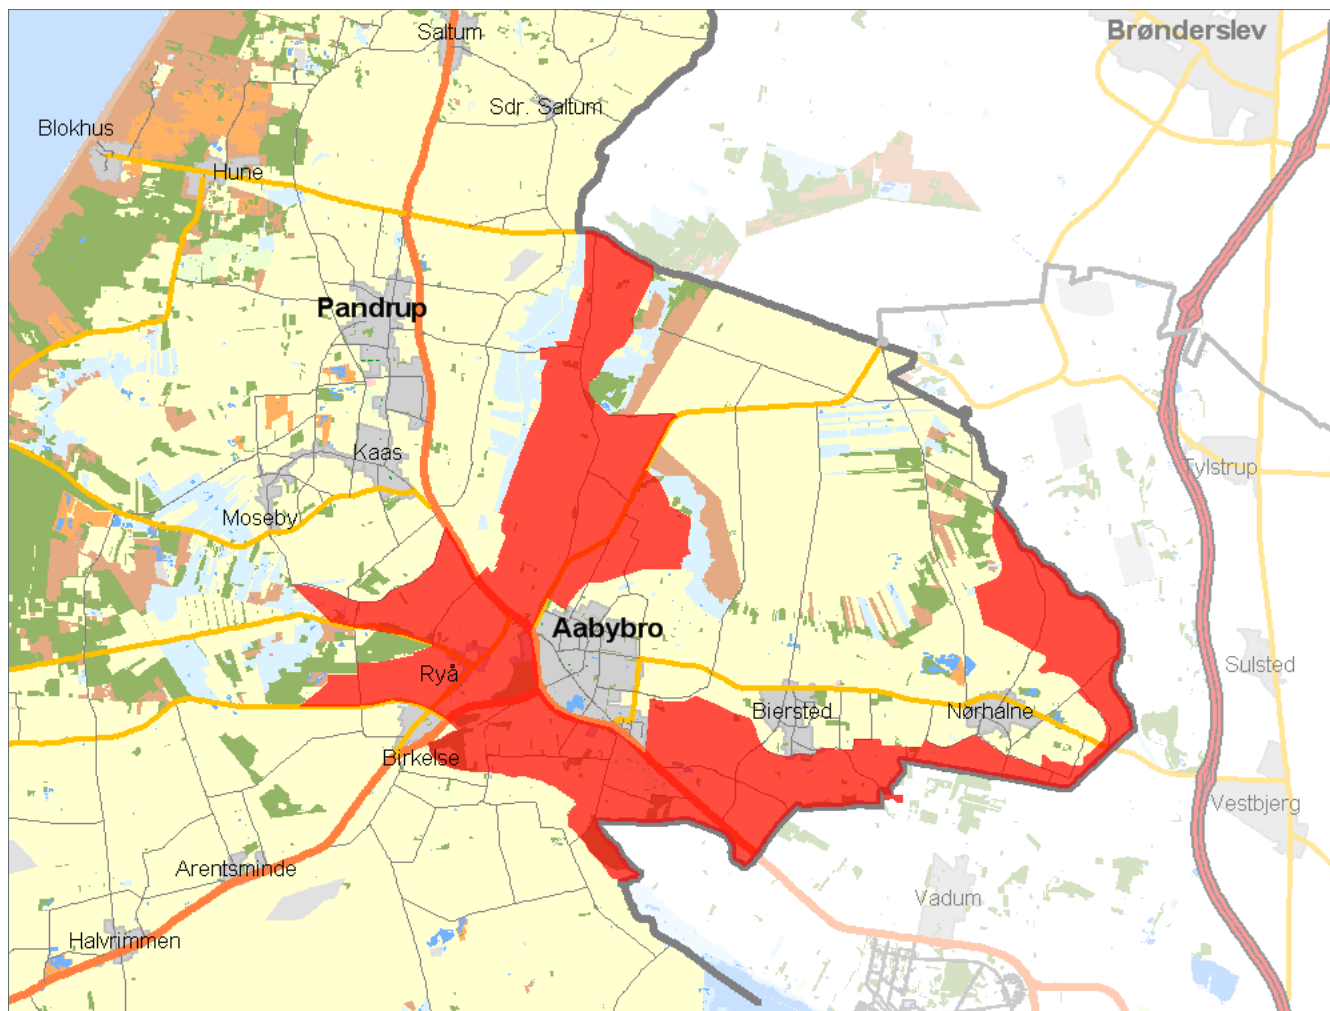 Saltum
Brønderslev
Sdr. Saltum
Blokhus
Hune
Pandrup
Kaas
Tylstrup
Moseby
Aabybro
Sulsted
Ryå
Biersted
Nørhalne
Birkelse
Vestbjerg
Arentsminde
Vadum
Halvrimmen